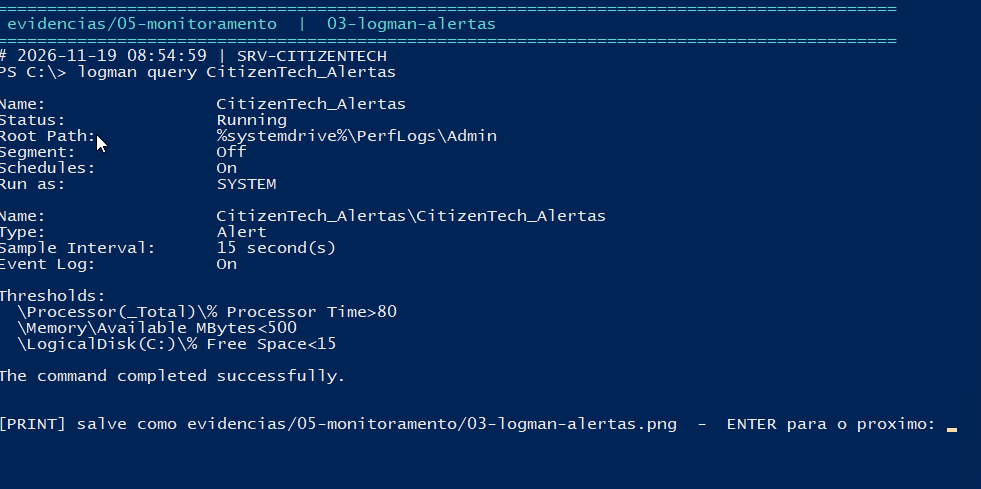 ==========================================================================================
evidencias/05-monitoramento  |  03-logman-alertas
==========================================================================================
# 2026-11-19 08:54:59 | SRV-CITIZENTECH
PS C:\> logman query CitizenTech_Alertas
Name: CitizenTech_Alertas
Status: Running
Root Path: %systemdrive%\PerfLogs\Admin
Segment: Off
Schedules: On
Run as: SYSTEM
Name: CitizenTech_Alertas\CitizenTech_Alertas
Type: Alert
Sample Interval: 15 second(s)
Event Log: On
Thresholds:
\Processor(_Total)\% Processor Time>80
\Memory\Available MBytes<500
\LogicalDisk(C:)\% Free Space<15
The command completed successfully.
[PRINT] salve como evidencias/05-monitoramento/03-logman-alertas.png  -  ENTER para o proximo: